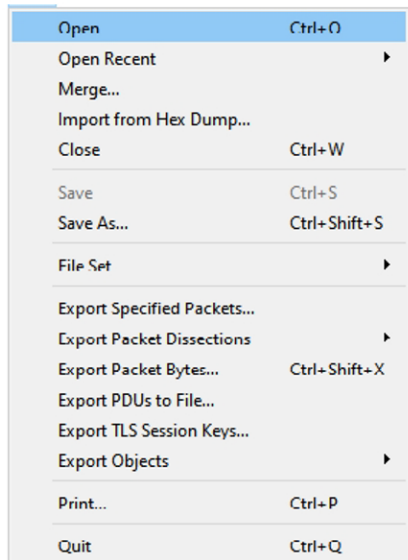 Open Ctrl+O
Open Recent
Merge...
Import from Hex Dump...
Close Ctrl+W
Save Ctrl+S
Save As... Ctrl+Shift+S
File Set
Export Specified Packets...
Export Packet Dissections
Export Packet Bytes... Ctrl+Shift+X
Export PDUs to File...
Export TLS Session Keys...
Export Objects
Print... Ctrl+P
Quit Ctrl+Q